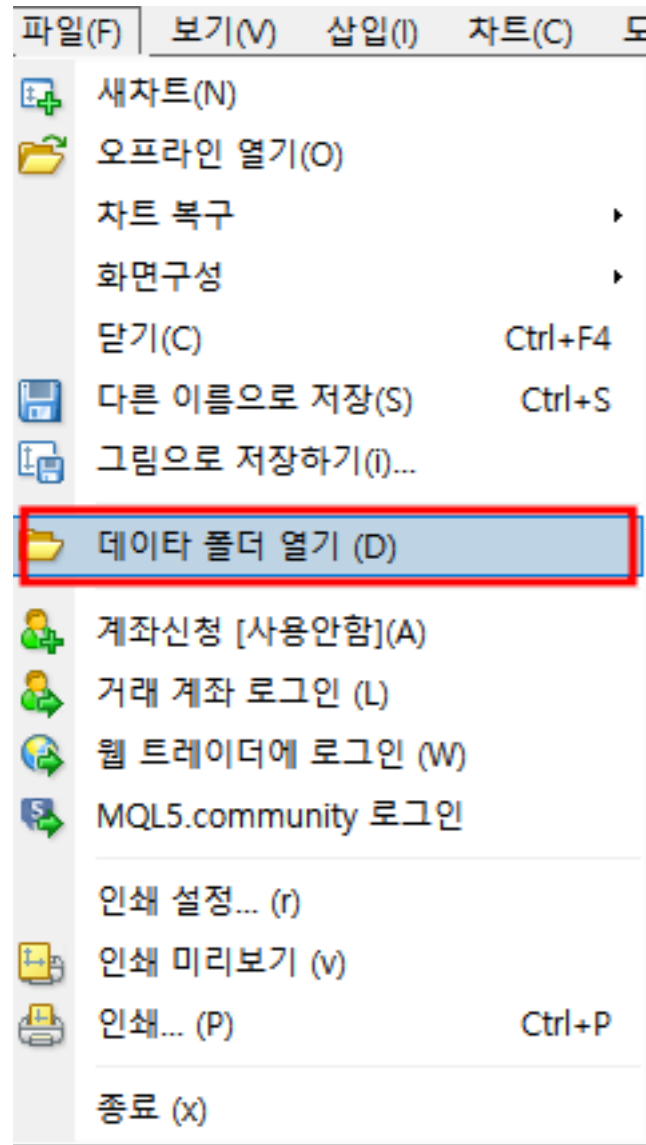 파일(F) 보기(V) 삽입(I) 차트(C)
새차트(N)
오프라인 열기(O)
차트 복구
화면구성
닫기(C) Ctrl+F4
다른 이름으로 저장(S) Ctrl+S
그림으로 저장하기(i)...
데이타 폴더 열기 (D)
계좌신청 [사용안함](A)
거래 계좌 로그인 (L)
웹 트레이더에 로그인 (W)
MQL5.community 로그인
인쇄 설정... (r)
인쇄 미리보기 (v)
인쇄... (P) Ctrl+P
종료 (x)